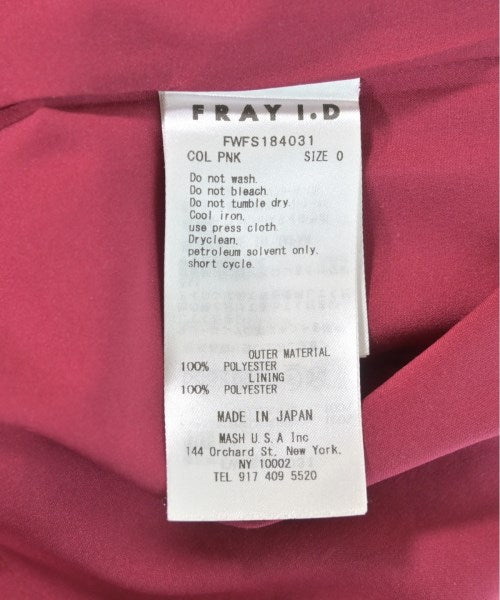 FRAY I.D
FWFS184031
COL PNK SIZE 0
Do not wash.
Do not bleach.
Do not tumble dry.
Cool iron.
use press cloth.
Dryclean.
petroleum solvent only.
short cycle.
OUTER MATERIAL
100% POLYESTER
LINING
100% POLYESTER
MADE IN JAPAN
MASH U.S.A Inc
144 Orchard St. New York.
NY 10002
TEL 917 409 5520